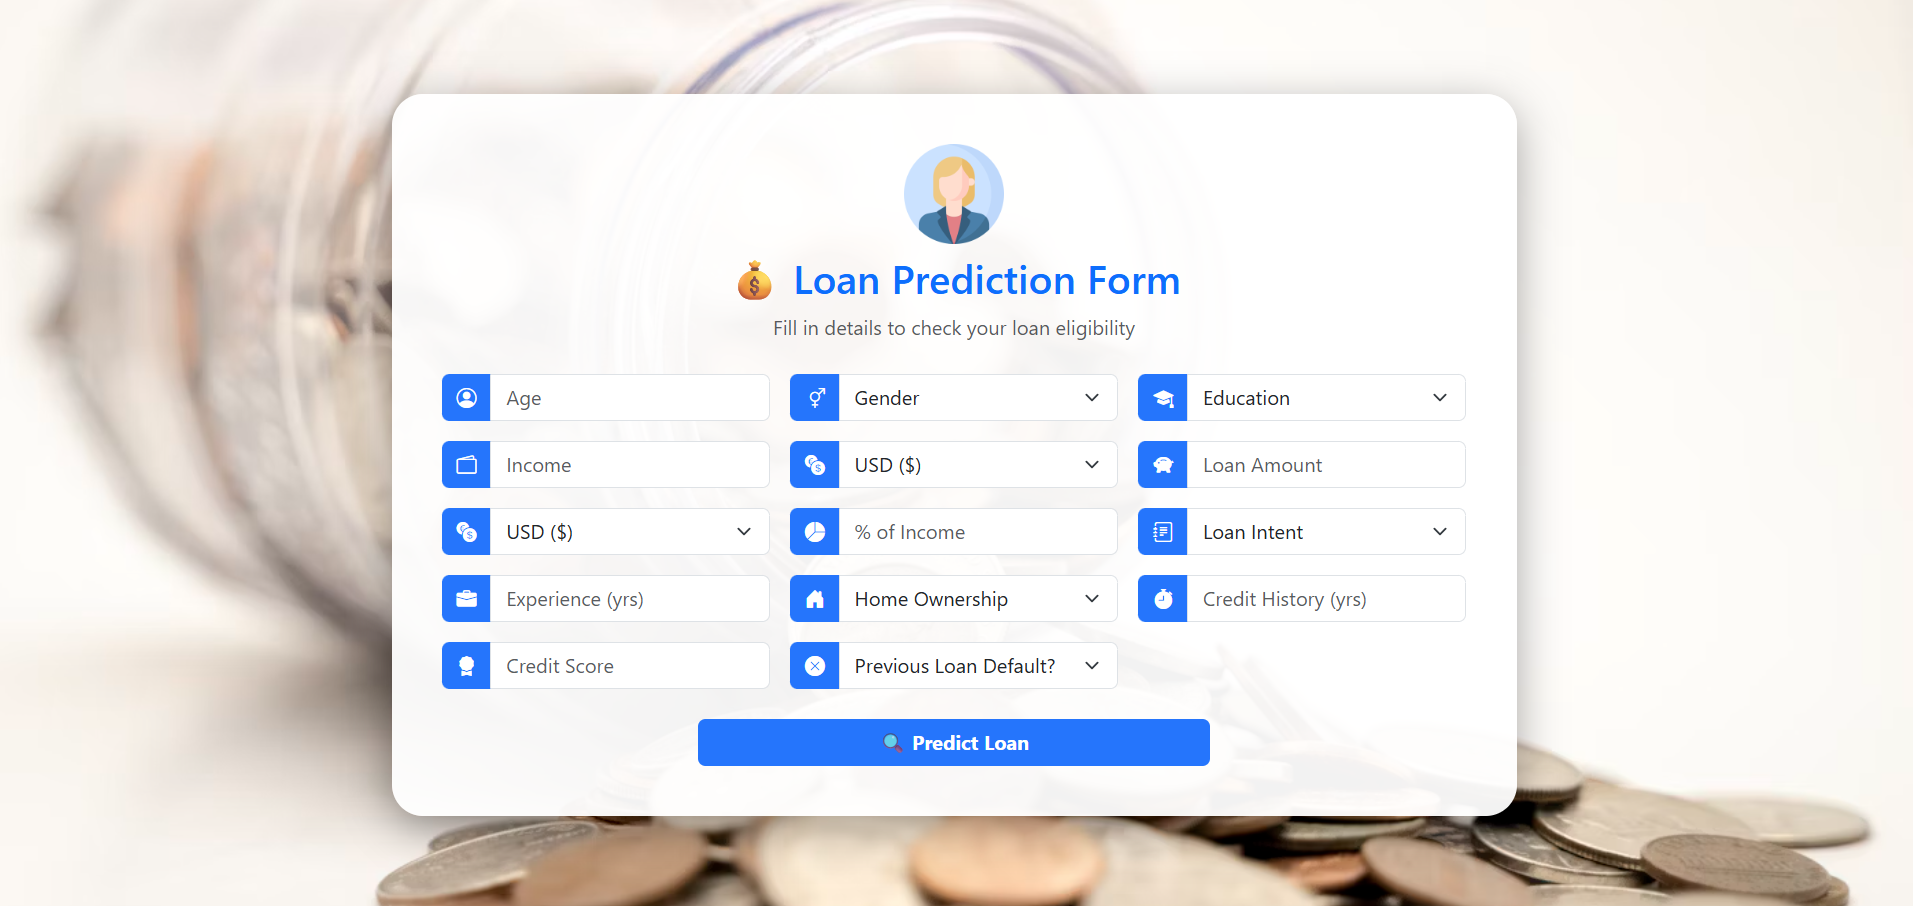 Loan Prediction Form
Fill in details to check your loan eligibility
Age
Gender
Education
Income
USD ($)
Loan Amount
USD ($)
% of Income
Loan Intent
Experience (yrs)
Home Ownership
Credit History (yrs)
Credit Score
Previous Loan Default?
Predict Loan